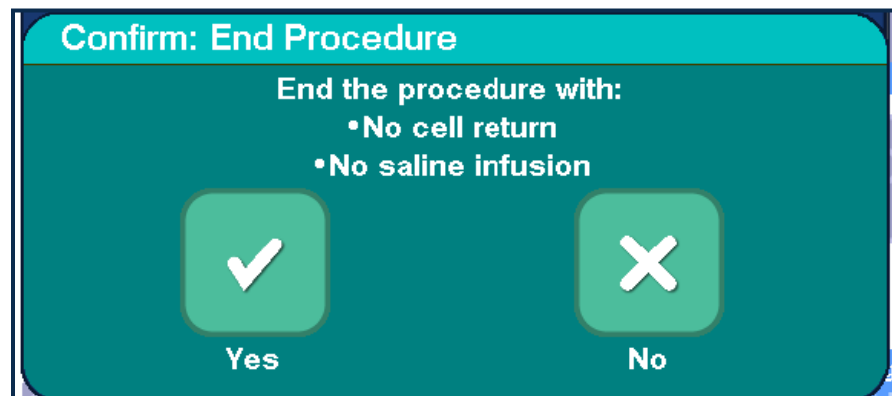 Confirm: End Procedure
End the procedure with:
•No cell return
•No saline infusion
Yes
No